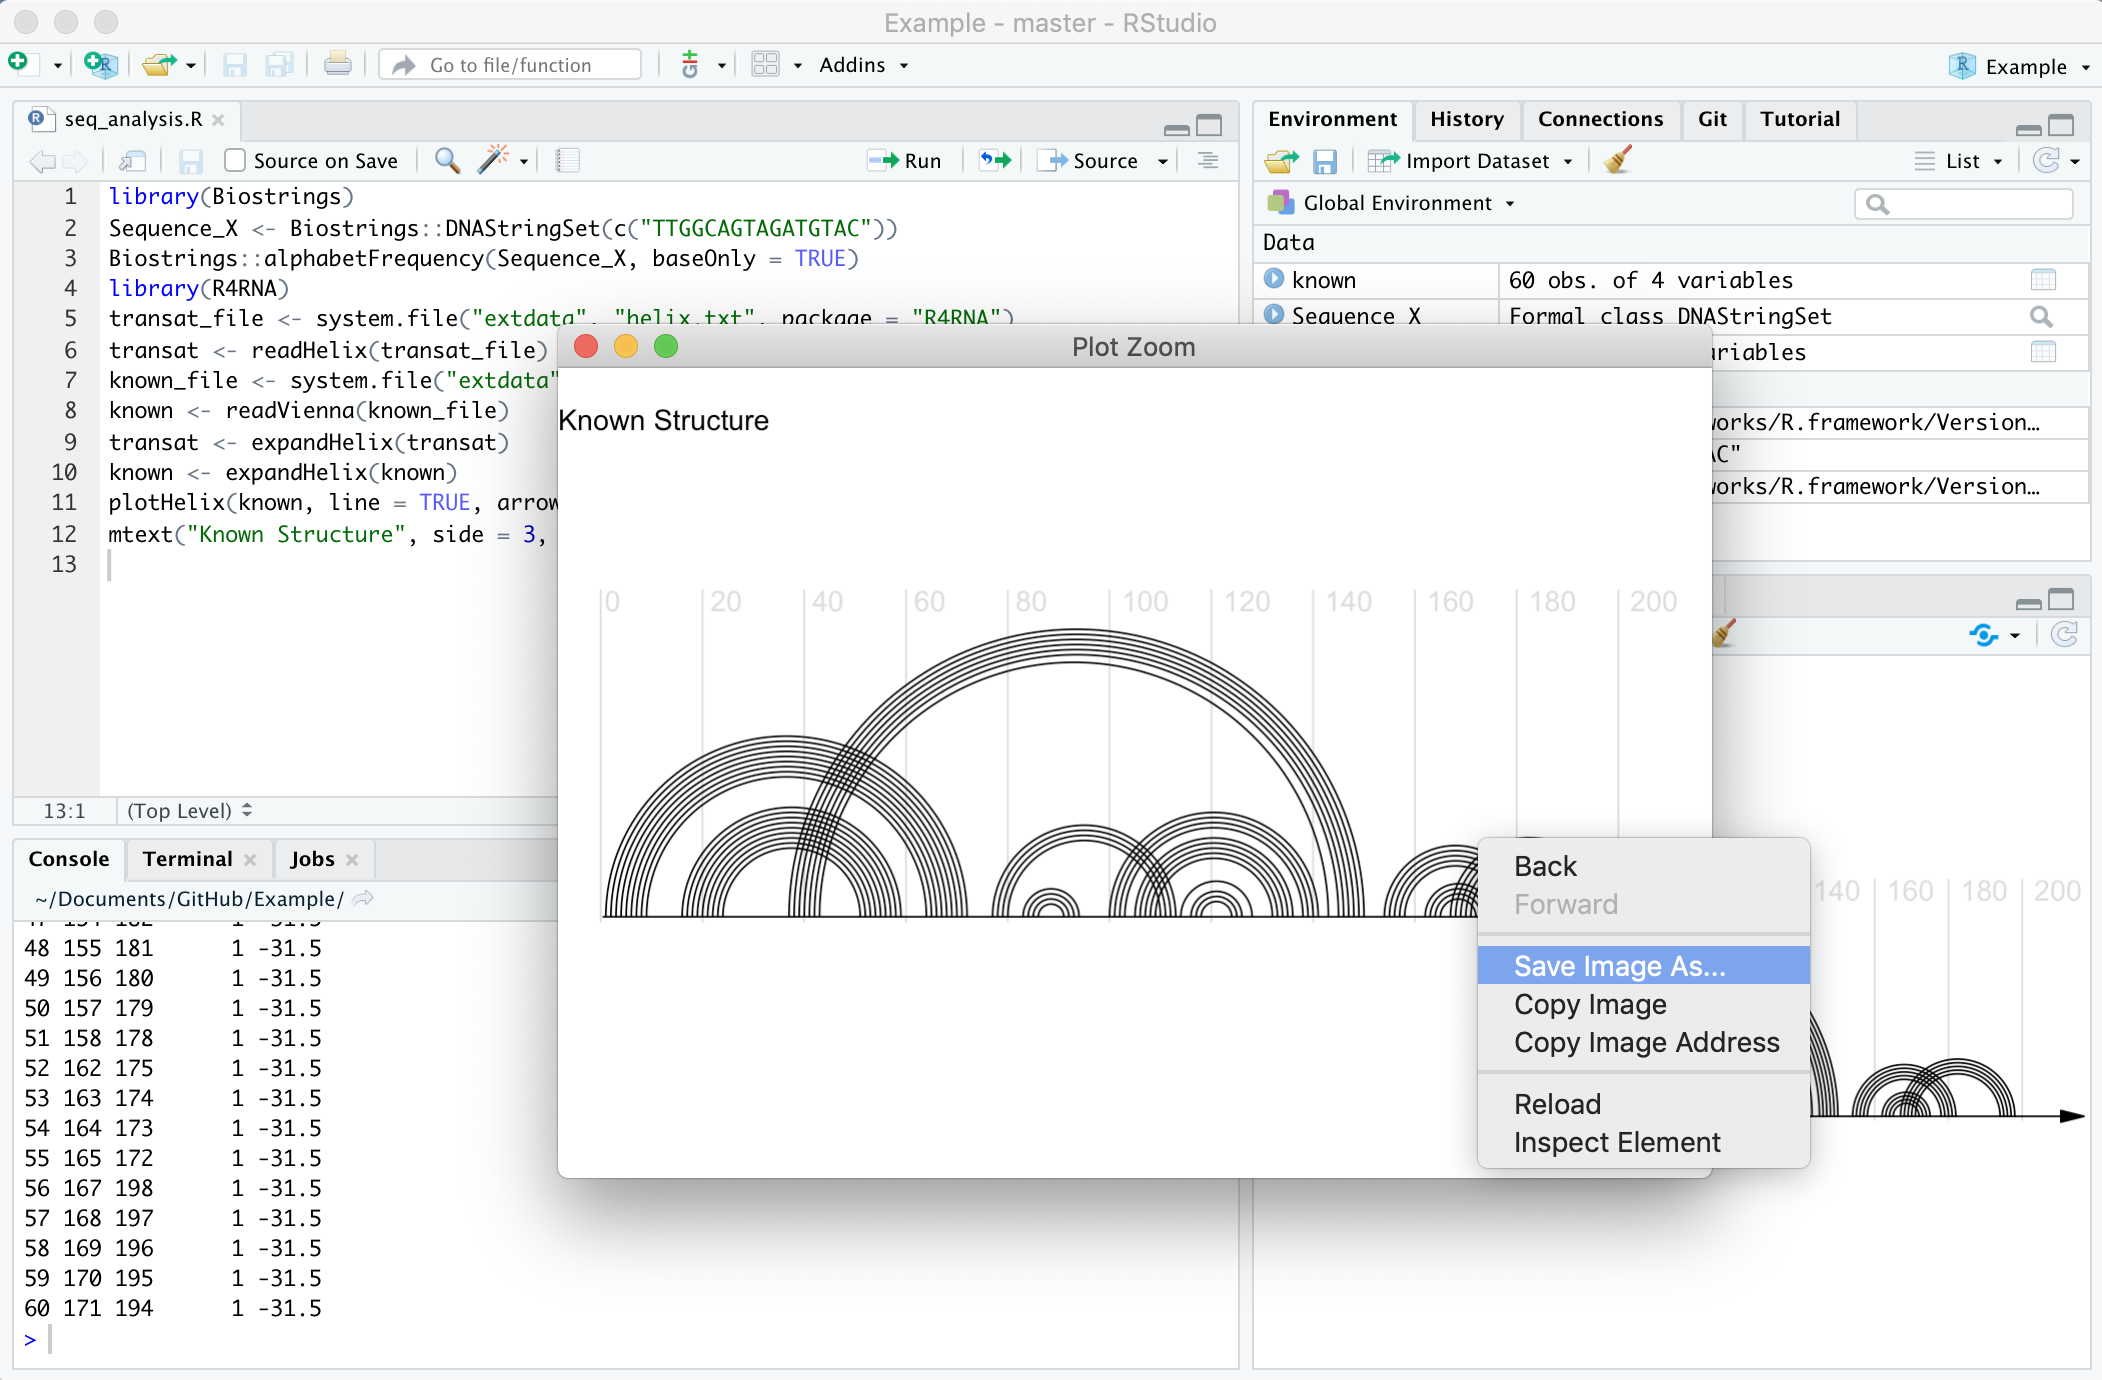 Example - master - RStudio
Go to file/function
Addins
Example
seq_analysis.R
Source on Save
Run
Source
1 library(Biostrings)
2 Sequence_X <- Biostrings::DNAStringSet(c("TTGGCAGTAGATGTAC"))
3 Biostrings::alphabetFrequency(Sequence_X, baseOnly = TRUE)
4 library(R4RNA)
5 transat_file <- system.file("extdata", "helix.txt", package = "R4RNA")
6 transat <- readHelix(transat_file)
7 known_file <- system.file("extdata"
8 known <- readVienna(known_file)
9 transat <- expandHelix(transat)
10 known <- expandHelix(known)
11 plotHelix(known, line = TRUE, arrow
12 mtext("Known Structure", side = 3,
13
13:1 (Top Level)
Console Terminal Jobs
~/Documents/GitHub/Example/
48 155 181 1 -31.5
49 156 180 1 -31.5
50 157 179 1 -31.5
51 158 178 1 -31.5
52 162 175 1 -31.5
53 163 174 1 -31.5
54 164 173 1 -31.5
55 165 172 1 -31.5
56 167 198 1 -31.5
57 168 197 1 -31.5
58 169 196 1 -31.5
59 170 195 1 -31.5
60 171 194 1 -31.5
>
Environment History Connections Git Tutorial
Import Dataset
List
Global Environment
Data
known 60 obs. of 4 variables
Sequence_X Formal class DNAStringSet
ariables
works/R.framework/Version…
AC"
works/R.framework/Version…
Plot Zoom
Known Structure
0 20 40 60 80 100 120 140 160 180 200
Back
Forward
Save Image As...
Copy Image
Copy Image Address
Reload
Inspect Element
140 160 180 200